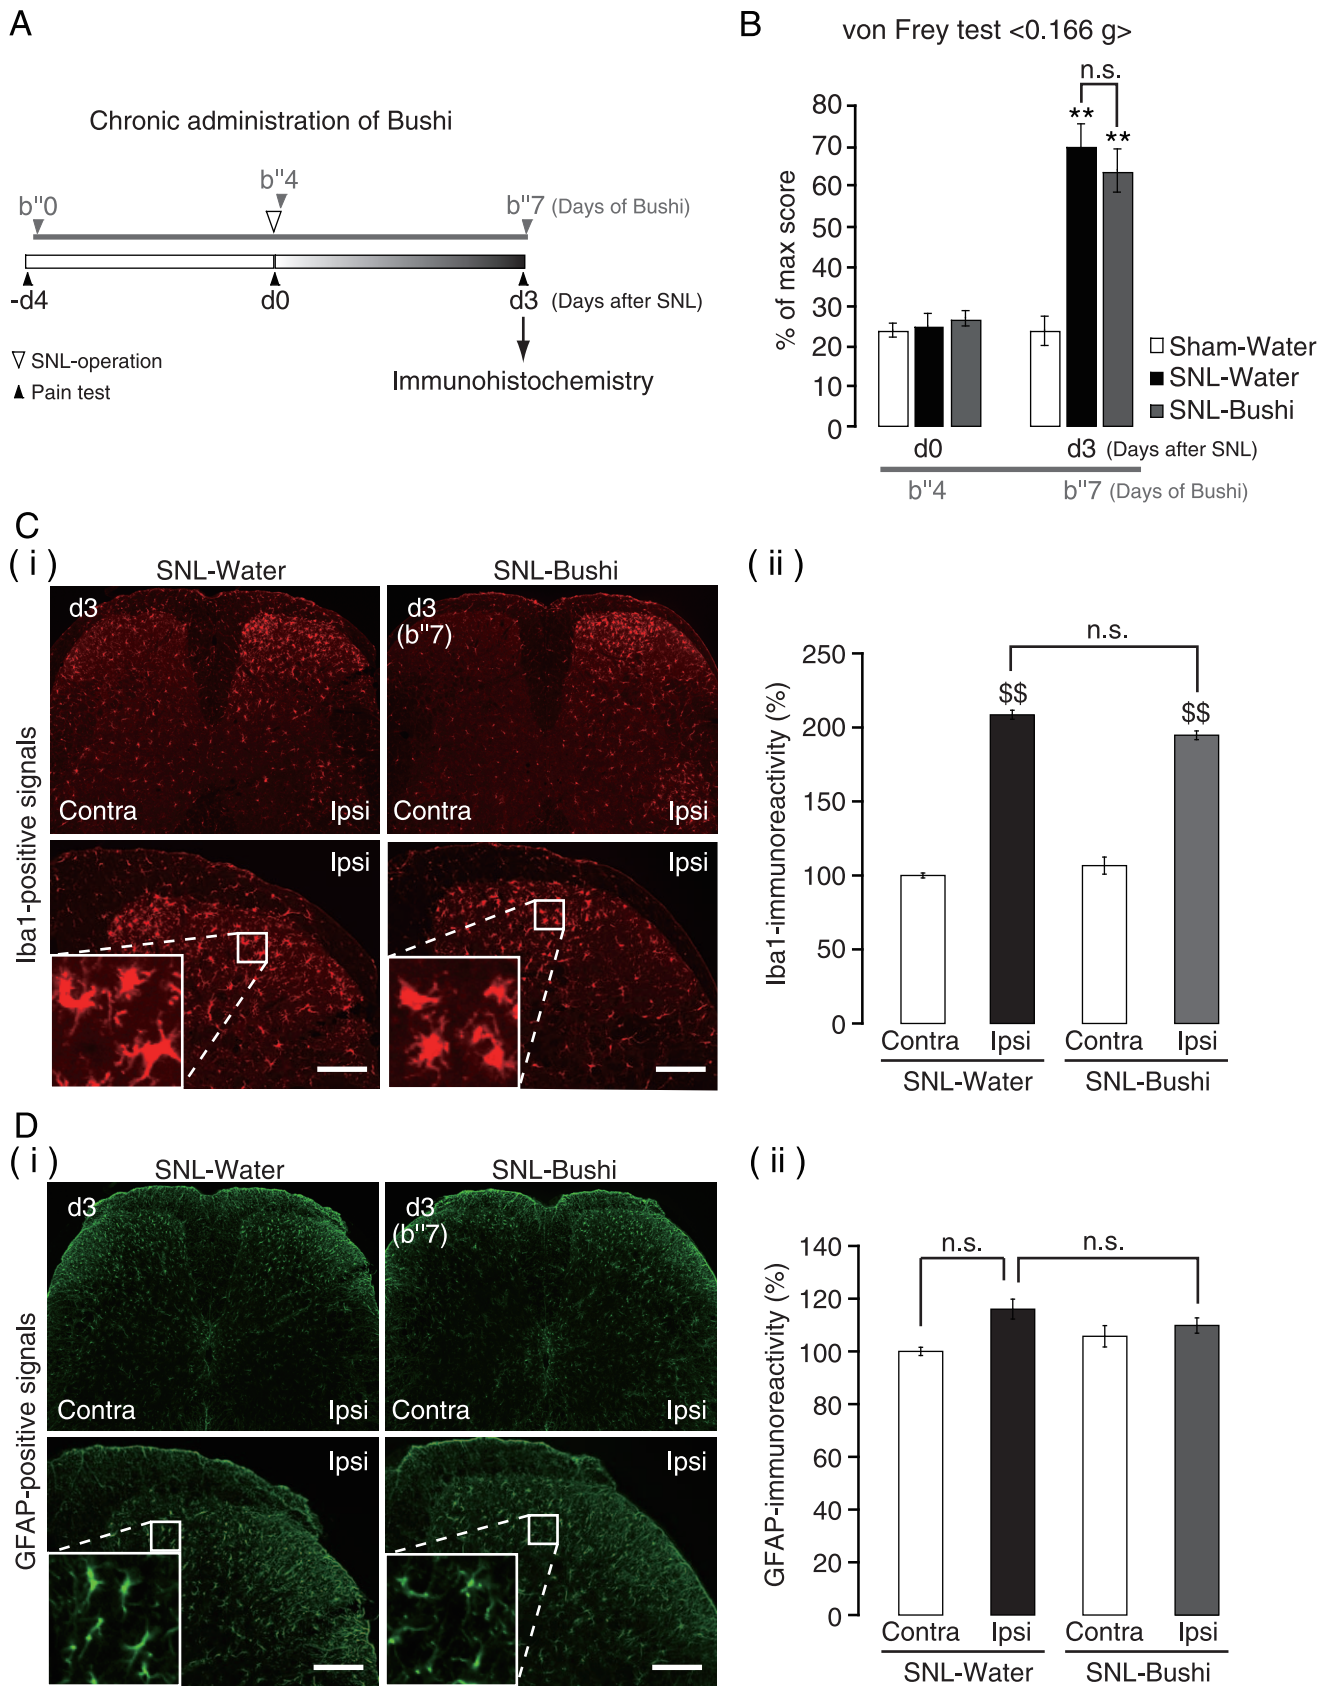 A
Chronic administration of Bushi
b"4
b"0
b"7 (Days of Bushi)
-d4
d0
d3
(Days after SNL)
SNL-operation
Pain test
Immunohistochemistry
B
von Frey test <0.166 g>
n.s.
**
**
% of max score
80
70
60
50
40
30
20
10
0
Sham-Water
SNL-Water
SNL-Bushi
d0
d3 (Days after SNL)
b"4
b"7 (Days of Bushi)
C
( i )
SNL-Water
SNL-Bushi
d3
d3
(b"7)
Contra
Ipsi
Contra
Ipsi
Iba1-positive signals
Ipsi
Ipsi
( ii )
n.s.
$$
$$
Iba1-immunoreactivity (%)
250
200
150
100
50
0
Contra
Ipsi
Contra
Ipsi
SNL-Water
SNL-Bushi
D
( i )
SNL-Water
SNL-Bushi
d3
d3
(b"7)
Contra
Ipsi
Contra
Ipsi
GFAP-positive signals
Ipsi
Ipsi
( ii )
n.s.
n.s.
GFAP-immunoreactivity (%)
140
120
100
80
60
40
20
0
Contra
Ipsi
Contra
Ipsi
SNL-Water
SNL-Bushi